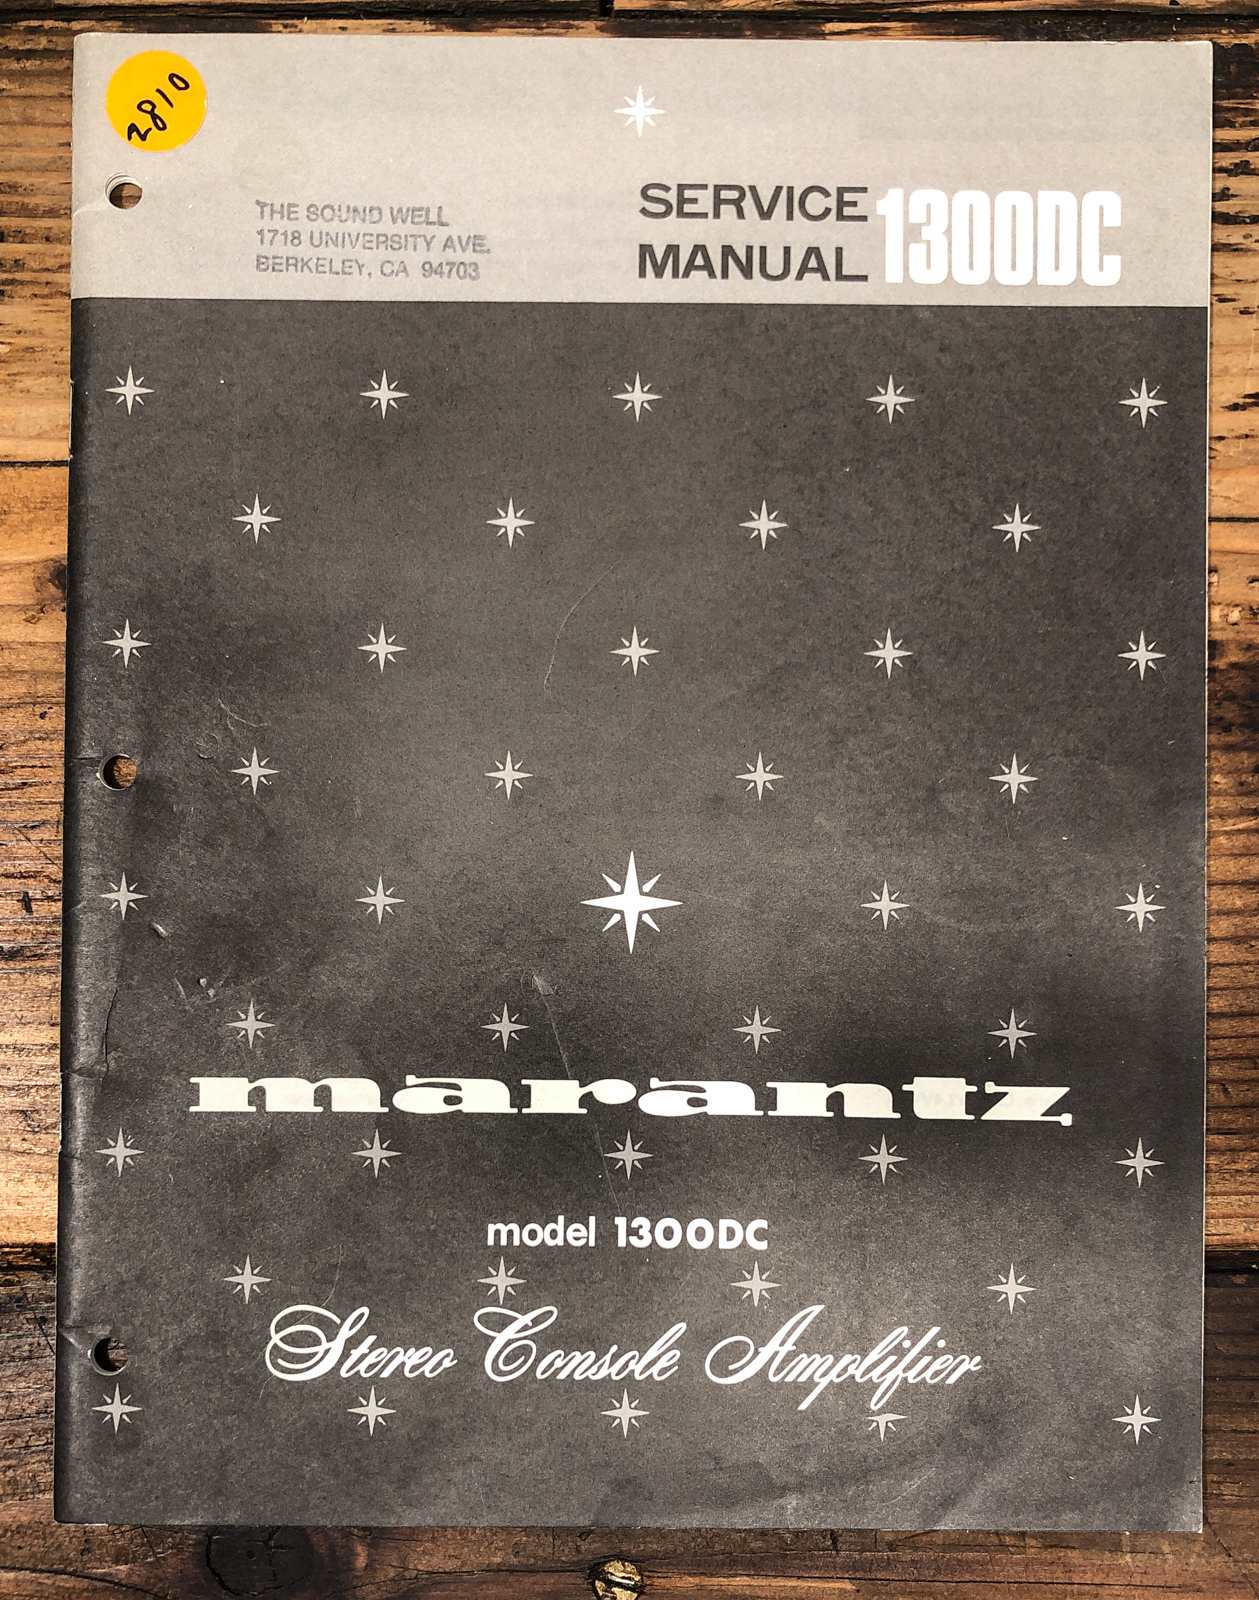 2810
THE SOUND WELL
1718 UNIVERSITY AVE.
BERKELEY, CA 94703
SERVICE
MANUAL
1300DC
marantz
model 1300DC
Stereo Console Amplifier